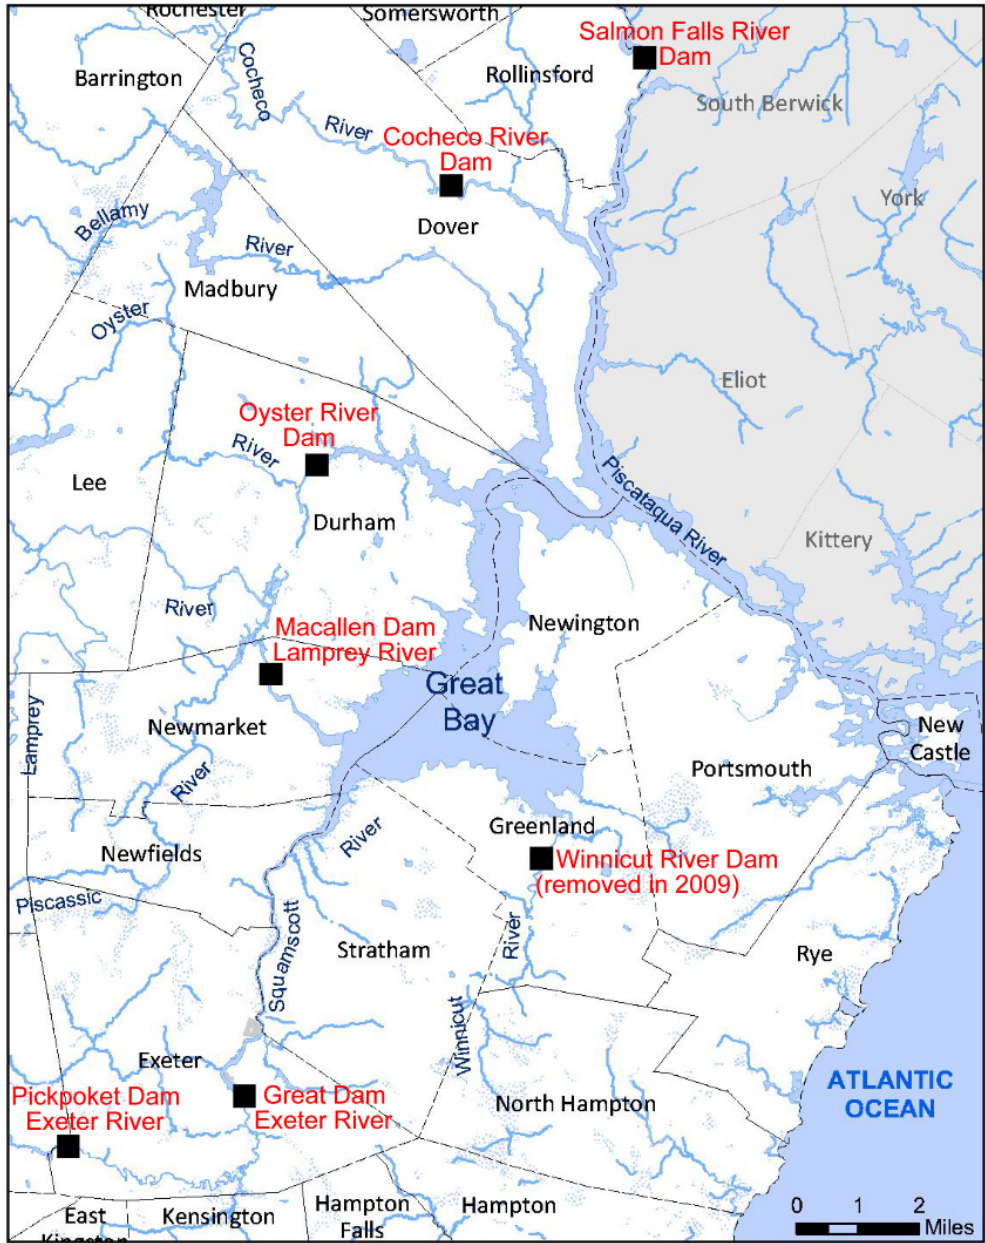 Rochester
Somersworth
Salmon Falls River
Dam
Barrington
Cocheco
Rollinsford
South Berwick
River
Cocheco River
Dam
York
Bellamy
Dover
River
Madbury
Oyster
Eliot
Oyster River
Dam
River
Lee
Piscataqua River
Durham
Kittery
River
Macallen Dam
Lamprey River
Newington
Great
Bay
Lamprey
Newmarket
New
Castle
River
Portsmouth
River
Greenland
Newfields
Winnicut River Dam
(removed in 2009)
Piscassic
Squamscott
River
Stratham
Rye
Winnicut
Exeter
ATLANTIC
OCEAN
Pickpoket Dam
Exeter River
Great Dam
Exeter River
North Hampton
East
Kingston
Kensington
Hampton
Falls
Hampton
0 1 2
Miles